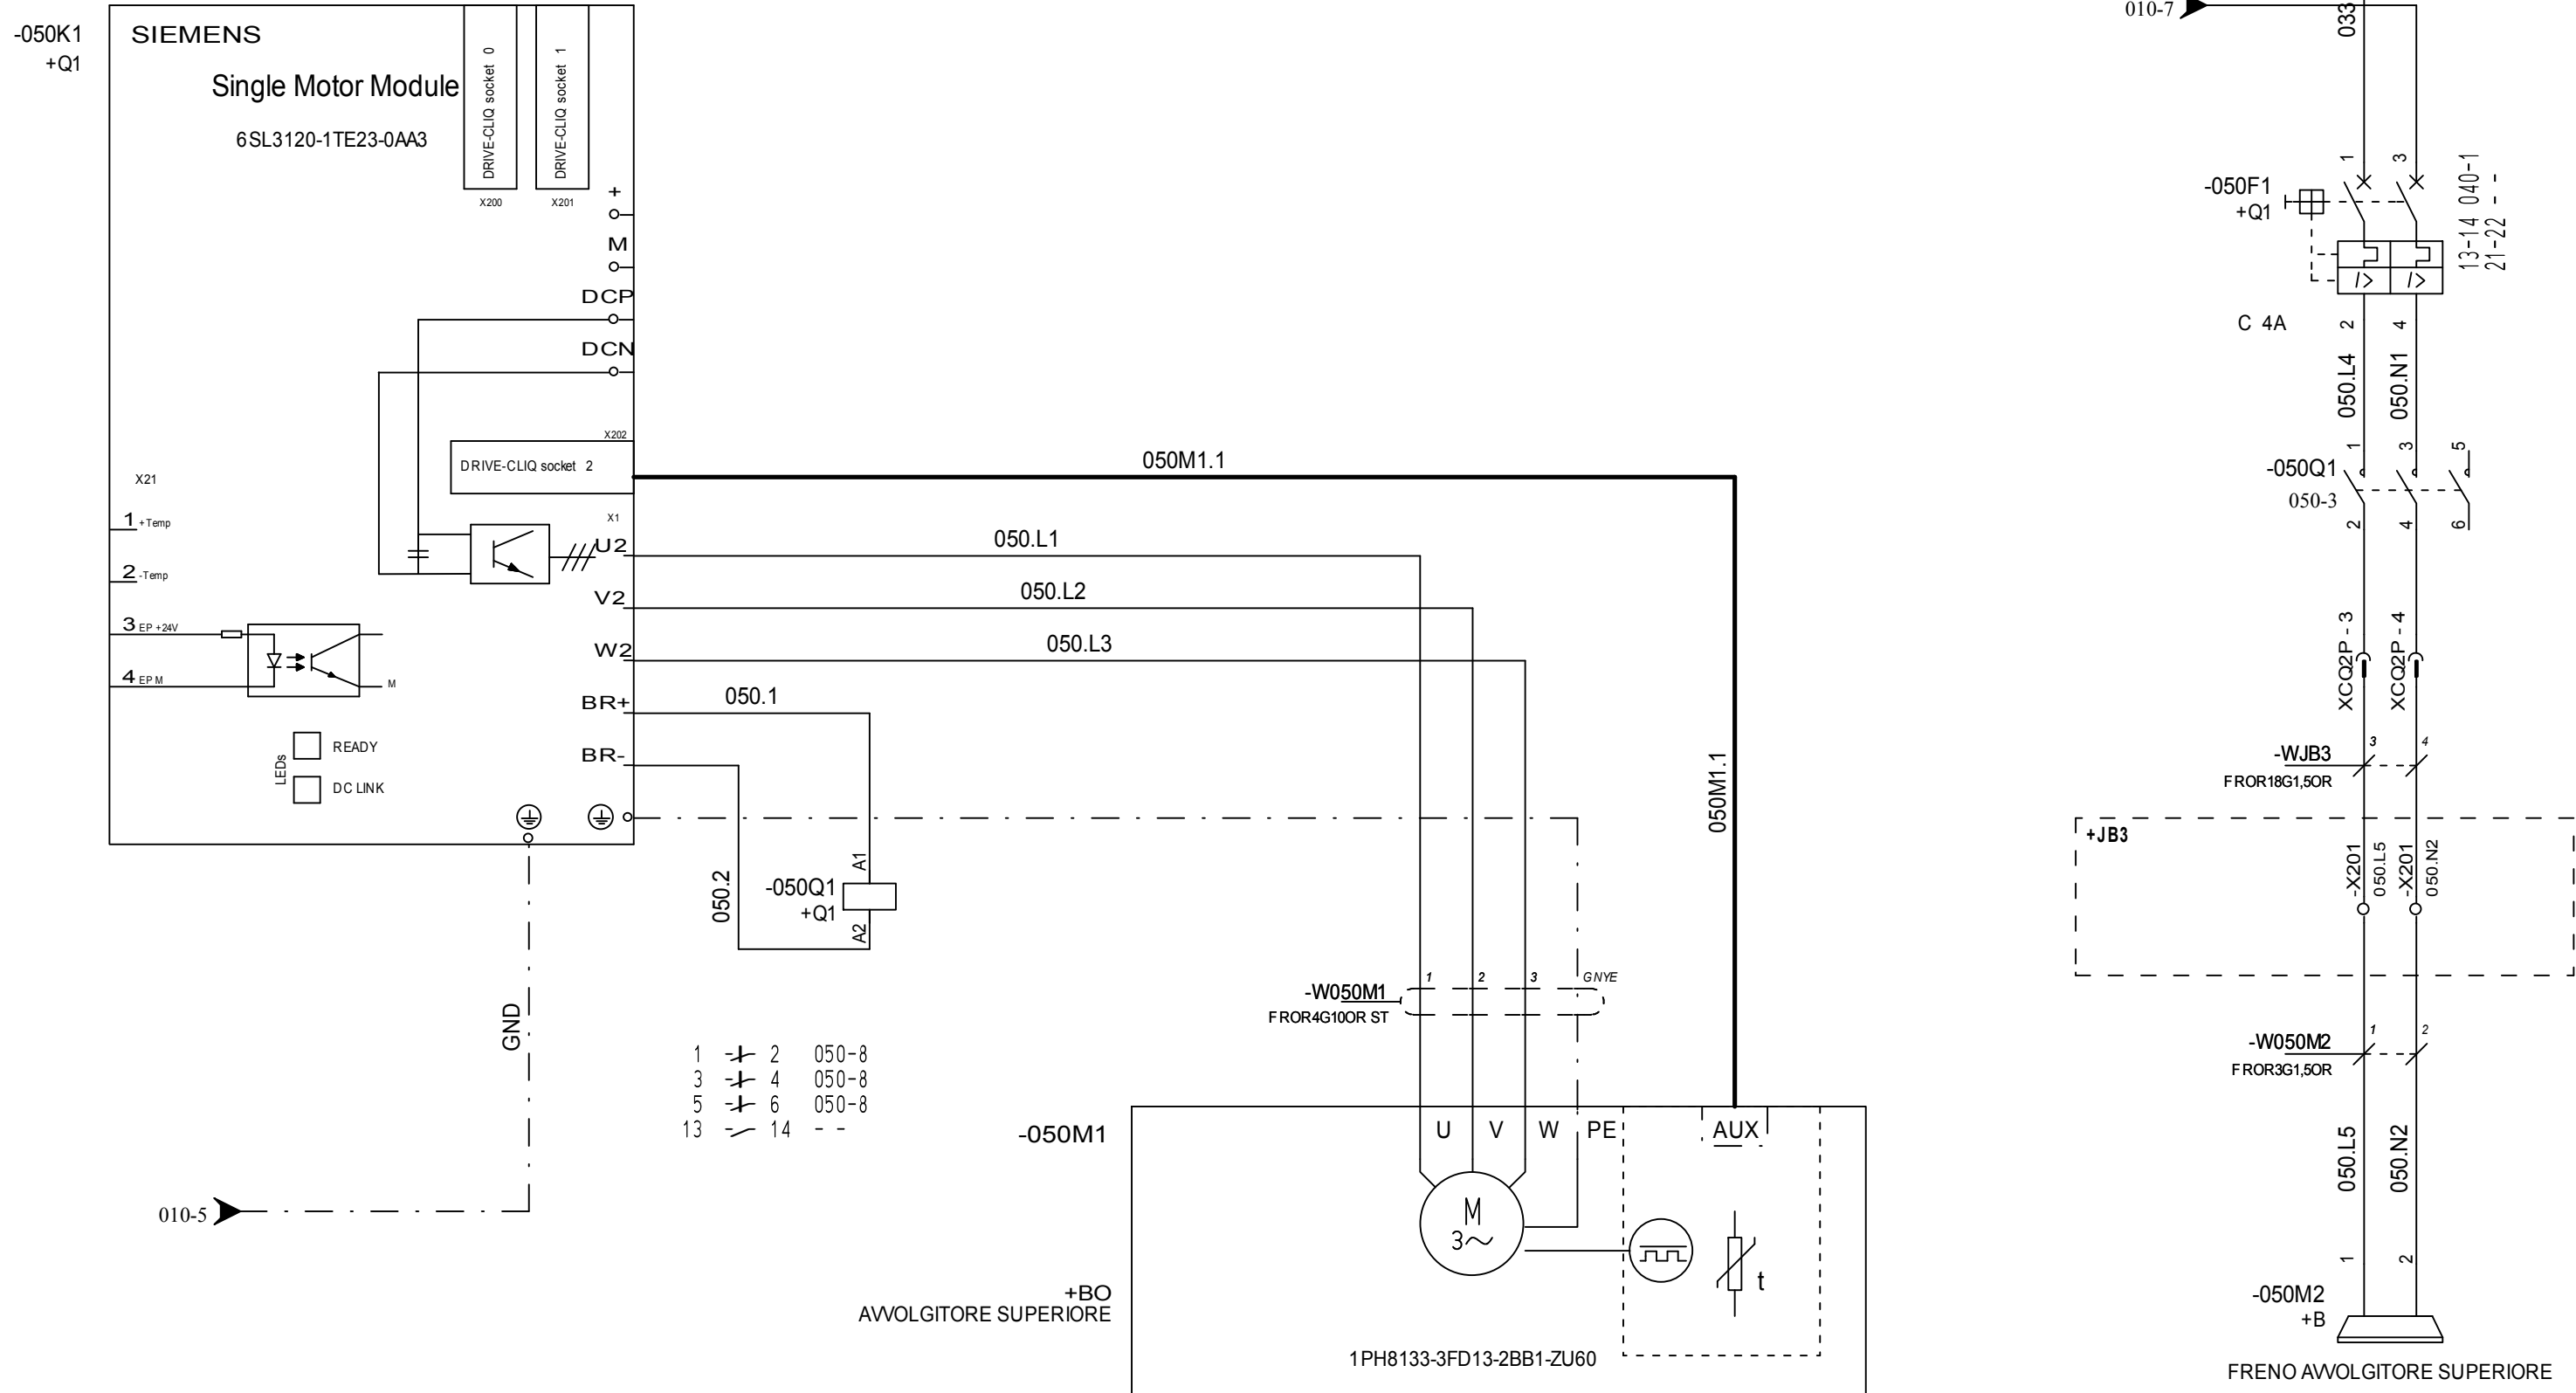 -050K1
+Q1
SIEMENS
Single Motor Module
6SL3120-1TE23-0AA3
DRIVE-CLIQ socket 0
DRIVE-CLIQ socket 1
X200
X201
+
M
DCP
DCN
X202
DRIVE-CLIQ socket 2
X21
X1
1 +Temp
2 -Temp
3 EP +24V
4 EP M
M
U2
V2
W2
BR+
BR-
LEDs
READY
DC LINK
050M1.1
050.L1
050.L2
050.L3
050.1
050.2
050M1.1
A1
-050Q1
+Q1
A2
GND
010-5
1 2 050-8
3 4 050-8
5 6 050-8
13 14 - -
-W050M1
FROR4G10OR ST
1 2 3 GNYE
-050M1
U V W PE AUX
M
3~
t
+BO
AVVOLGITORE SUPERIORE
1PH8133-3FD13-2BB1-ZU60
010-7
033
1 3
-050F1
+Q1
I> I>
13-14 040-1
21-22 - -
C 4A
2 4
050.L4
050.N1
1 3 5
-050Q1
050-3
2 4 6
XCQ2P - 3
XCQ2P - 4
-WJB3
FROR18G1,5OR
3 4
+JB3
-X201
050.L5
-X201
050.N2
-W050M2
FROR3G1,5OR
1 2
050.L5
050.N2
1 2
-050M2
+B
FRENO AVVOLGITORE SUPERIORE